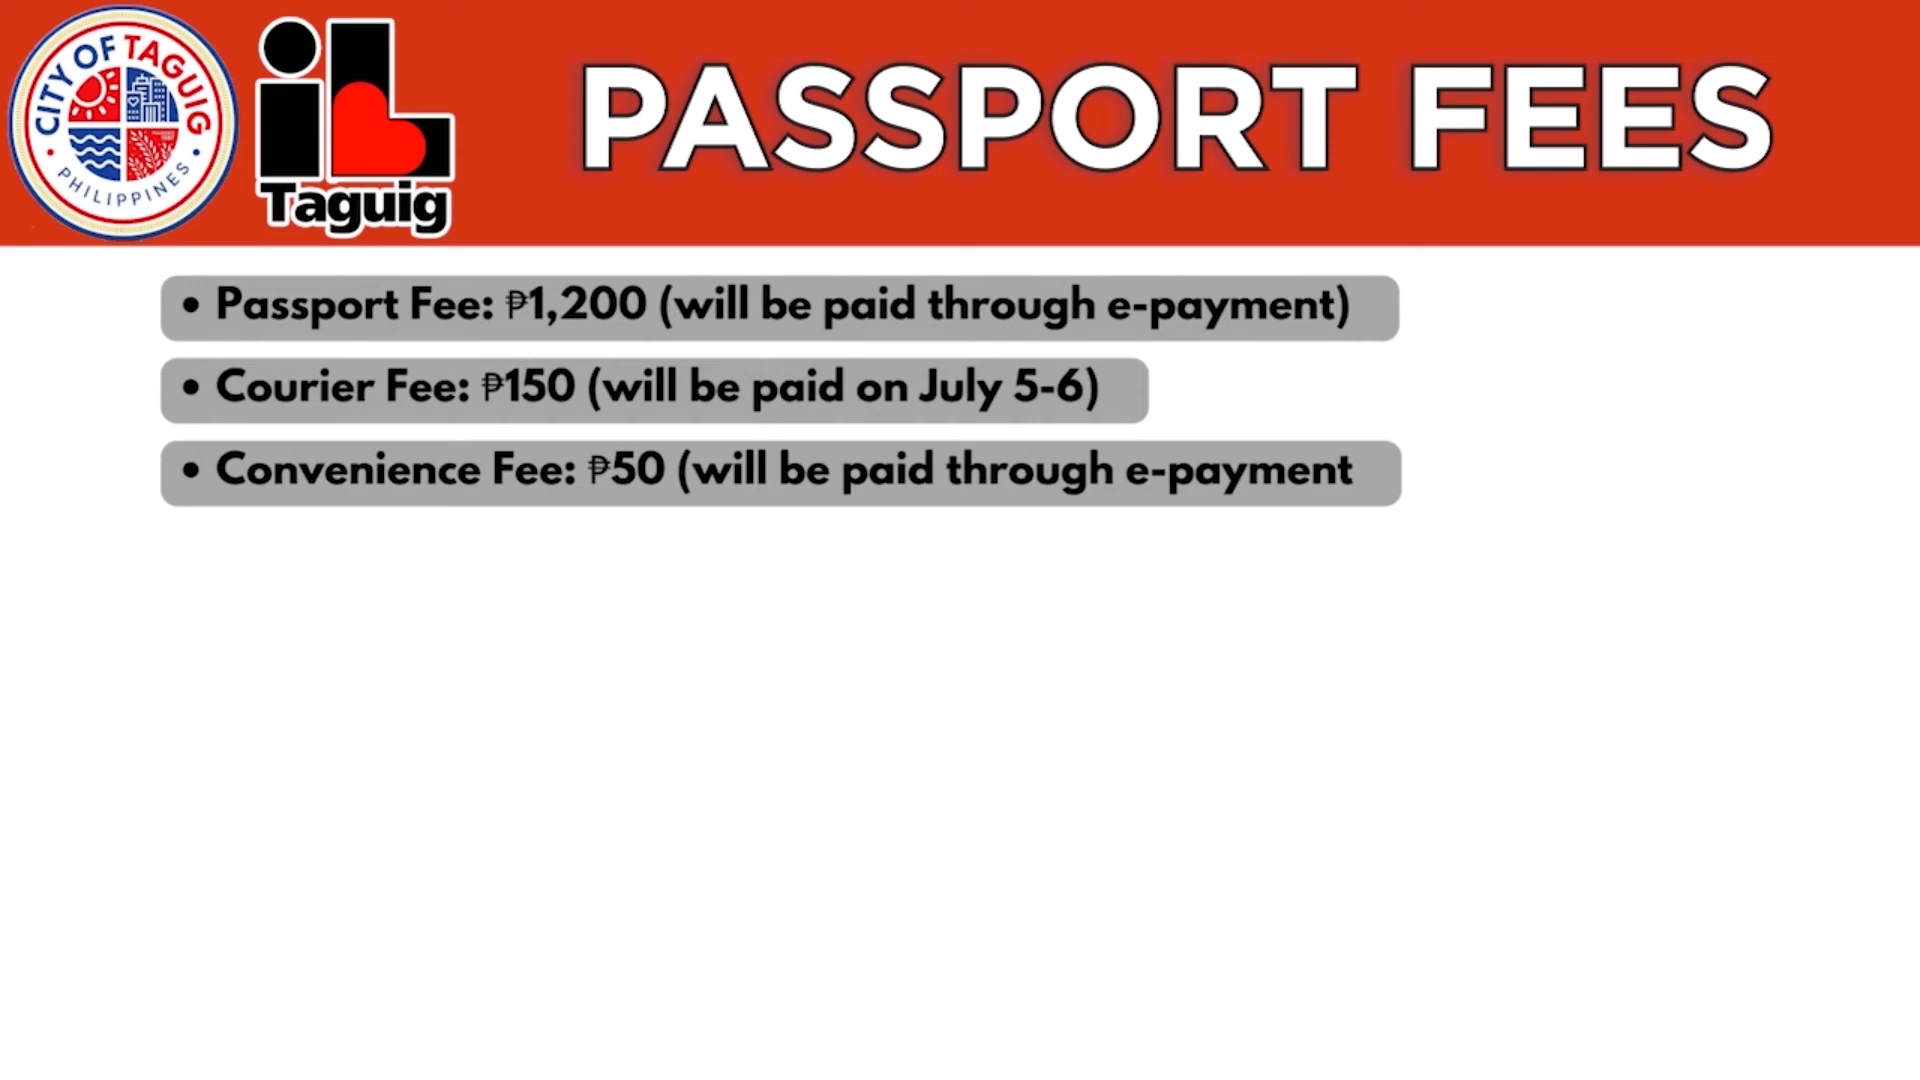 CITY OF TAGUIG
PHILIPPINES
iL
Taguig
PASSPORT FEES
• Passport Fee: ₱1,200 (will be paid through e-payment)
• Courier Fee: ₱150 (will be paid on July 5-6)
• Convenience Fee: ₱50 (will be paid through e-payment